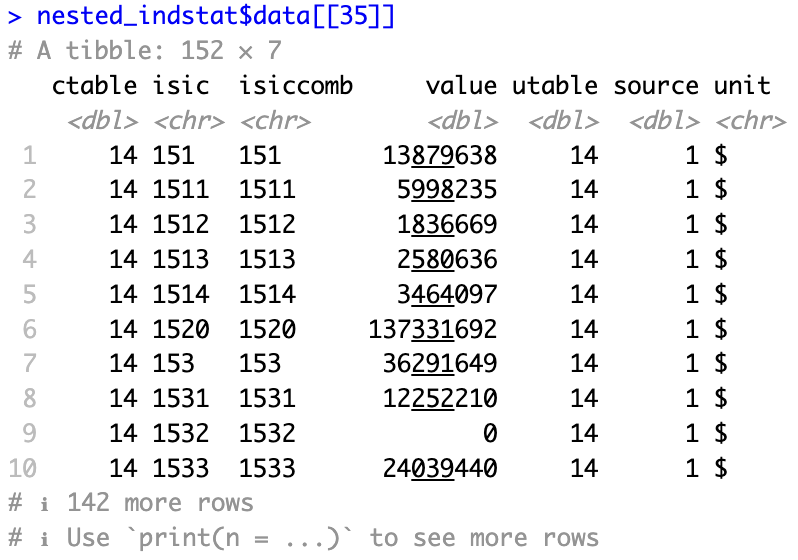 > nested_indstat$data[[35]]
# A tibble: 152 × 7
   ctable isic  isiccomb     value utable source unit
    <dbl> <chr> <chr>        <dbl>  <dbl>  <dbl> <chr>
 1     14 151   151       13879638     14      1 $
 2     14 1511  1511       5998235     14      1 $
 3     14 1512  1512       1836669     14      1 $
 4     14 1513  1513       2580636     14      1 $
 5     14 1514  1514       3464097     14      1 $
 6     14 1520  1520     137331692     14      1 $
 7     14 153   153       36291649     14      1 $
 8     14 1531  1531      12252210     14      1 $
 9     14 1532  1532             0     14      1 $
10     14 1533  1533      24039440     14      1 $
# ℹ 142 more rows
# ℹ Use `print(n = ...)` to see more rows